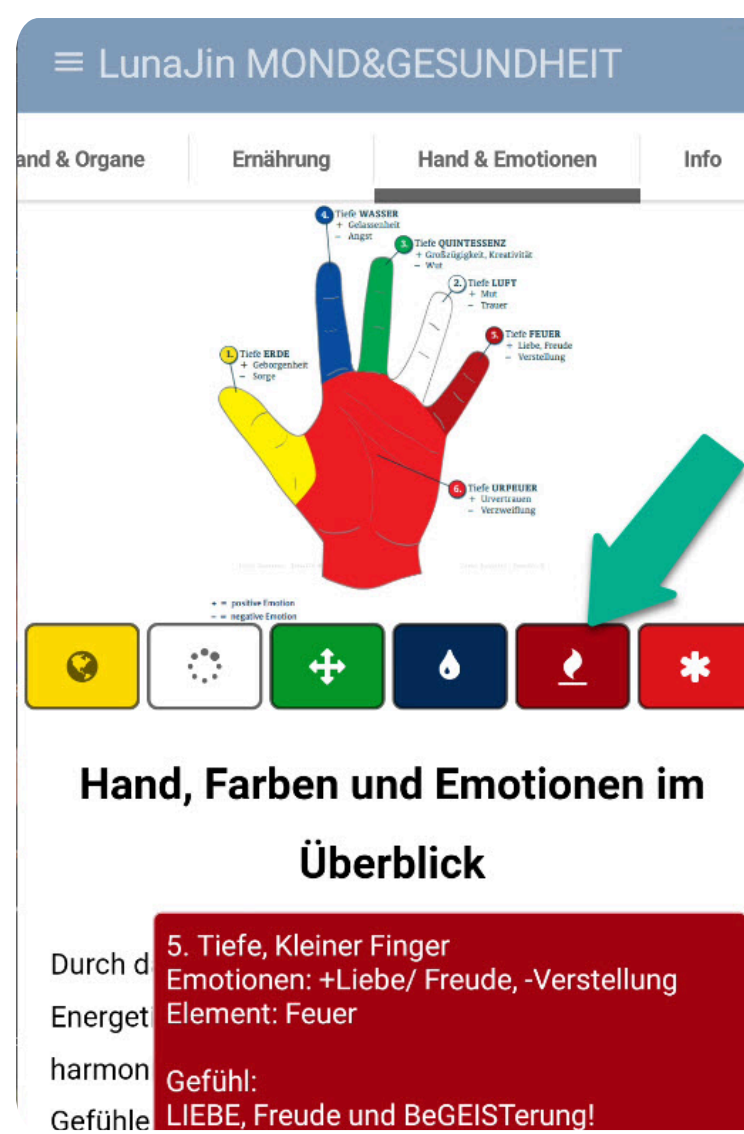 LunaJin MOND&GESUNDHEIT
and & Organe
Ernährung
Hand & Emotionen
Info
4. Tiefe WASSER
+ Gelassenheit
– Angst
3. Tiefe QUINTESSENZ
+ Großzügigkeit, Kreativität
– Wut
2. Tiefe LUFT
+ Mut
– Trauer
5. Tiefe FEUER
+ Liebe, Freude
– Verstellung
1. Tiefe ERDE
+ Geborgenheit
– Sorge
6. Tiefe URFEUER
+ Urvertrauen
– Verzweiflung
+ = positive Emotion
– = negative Emotion
Hand, Farben und Emotionen im
Überblick
Durch d
Energeti
harmon
Gefühle
5. Tiefe, Kleiner Finger
Emotionen: +Liebe/ Freude, -Verstellung
Element: Feuer
Gefühl:
LIEBE, Freude und BeGEISTerung!